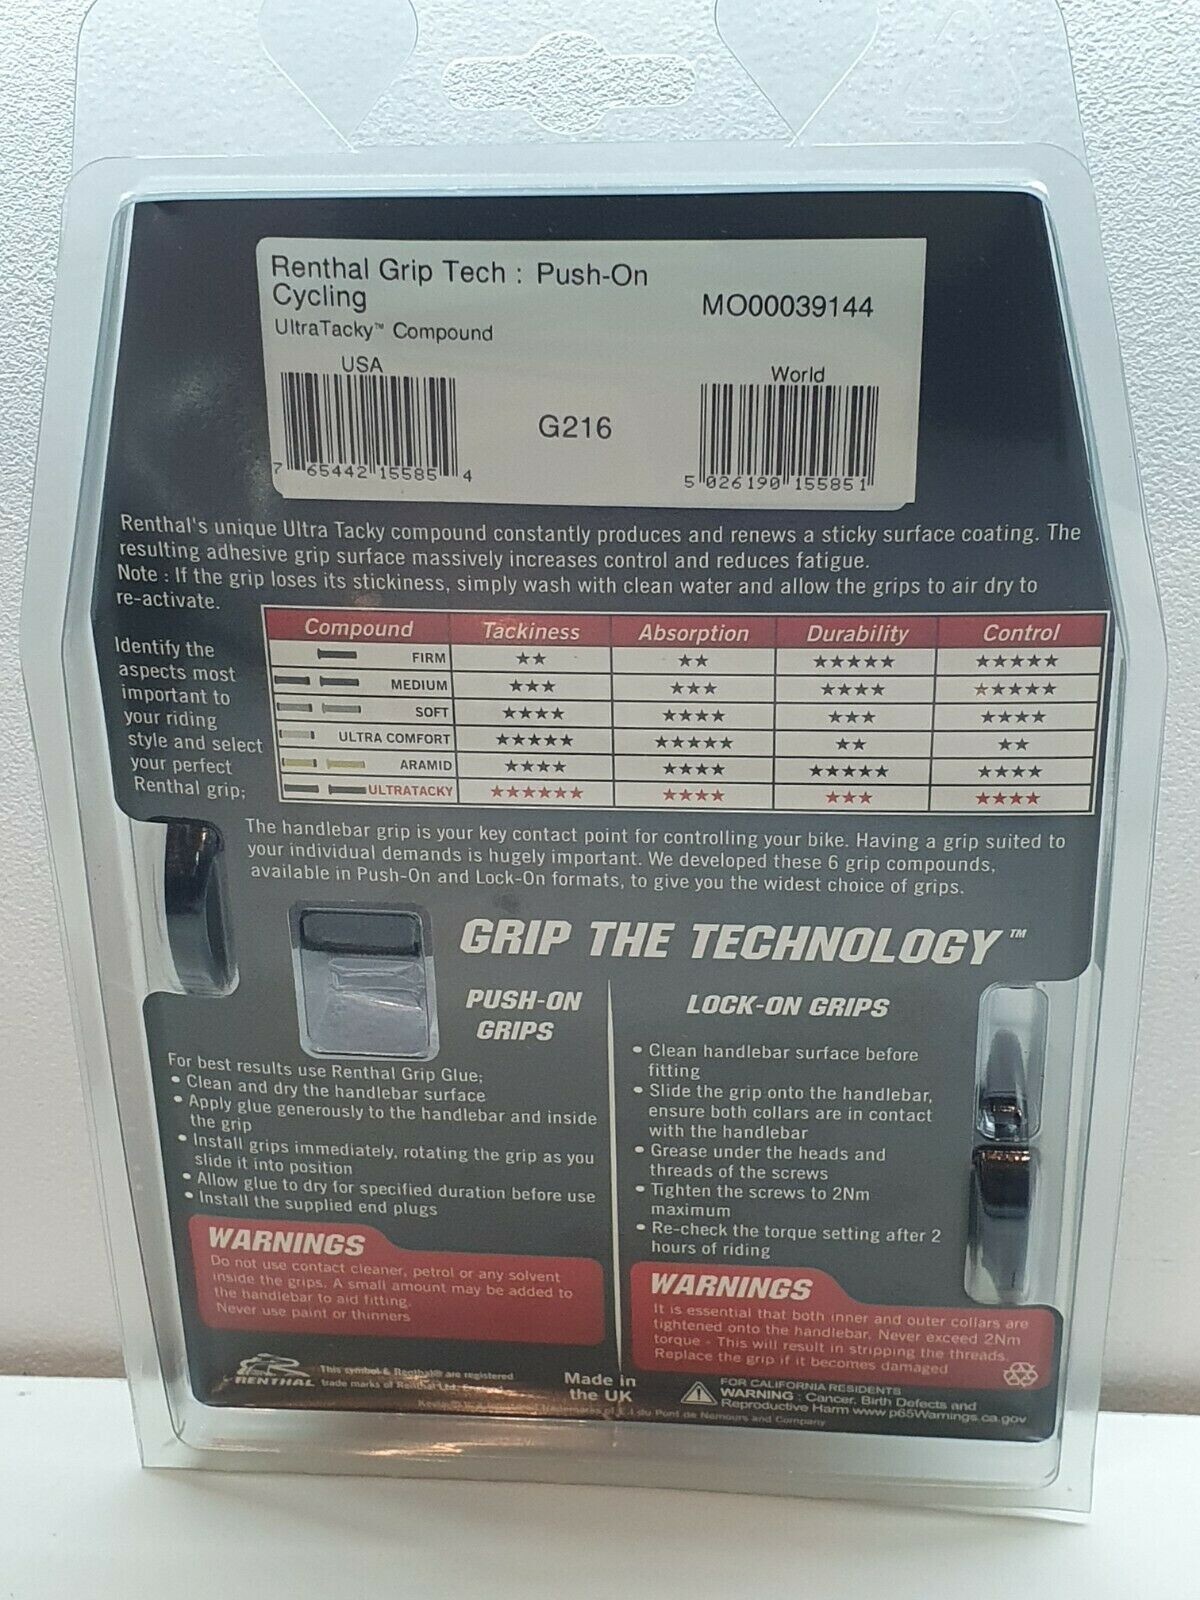 Renthal Grip Tech : Push-On
Cycling
UltraTacky™ Compound
MO00039144
USA
World
G216
7 65442 15585 4
5 026190 155851
Renthal's unique Ultra Tacky compound constantly produces and renews a sticky surface coating. The
resulting adhesive grip surface massively increases control and reduces fatigue.
Note : If the grip loses its stickiness, simply wash with clean water and allow the grips to air dry to
re-activate.
Identify the
aspects most
important to
your riding
style and select
your perfect
Renthal grip;
Compound Tackiness Absorption Durability Control
FIRM ★★ ★★ ★★★★★ ★★★★★
MEDIUM ★★★ ★★★ ★★★★ ★★★★★
SOFT ★★★★ ★★★★ ★★★ ★★★★
ULTRA COMFORT ★★★★★ ★★★★★ ★★ ★★
ARAMID ★★★★ ★★★★ ★★★★★ ★★★★
ULTRATACKY ★★★★★★ ★★★★ ★★★ ★★★★
The handlebar grip is your key contact point for controlling your bike. Having a grip suited to
your individual demands is hugely important. We developed these 6 grip compounds,
available in Push-On and Lock-On formats, to give you the widest choice of grips.
GRIP THE TECHNOLOGY™
PUSH-ON
GRIPS
For best results use Renthal Grip Glue;
• Clean and dry the handlebar surface
• Apply glue generously to the handlebar and inside
the grip
• Install grips immediately, rotating the grip as you
slide it into position
• Allow glue to dry for specified duration before use
• Install the supplied end plugs
WARNINGS
Do not use contact cleaner, petrol or any solvent
inside the grips. A small amount may be added to
the handlebar to aid fitting.
Never use paint or thinners
LOCK-ON GRIPS
• Clean handlebar surface before
fitting
• Slide the grip onto the handlebar,
ensure both collars are in contact
with the handlebar
• Grease under the heads and
threads of the screws
• Tighten the screws to 2Nm
maximum
• Re-check the torque setting after 2
hours of riding
WARNINGS
It is essential that both inner and outer collars are
tightened onto the handlebar. Never exceed 2Nm
torque - This will result in stripping the threads.
Replace the grip if it becomes damaged
RENTHAL
This symbol & Renthal® are registered
trade marks of Renthal Ltd,
Made in
the UK
FOR CALIFORNIA RESIDENTS
WARNING : Cancer, Birth Defects and
Reproductive Harm www.p65Warnings.ca.gov
trademarks of E.I du Pont de Nemours and Company